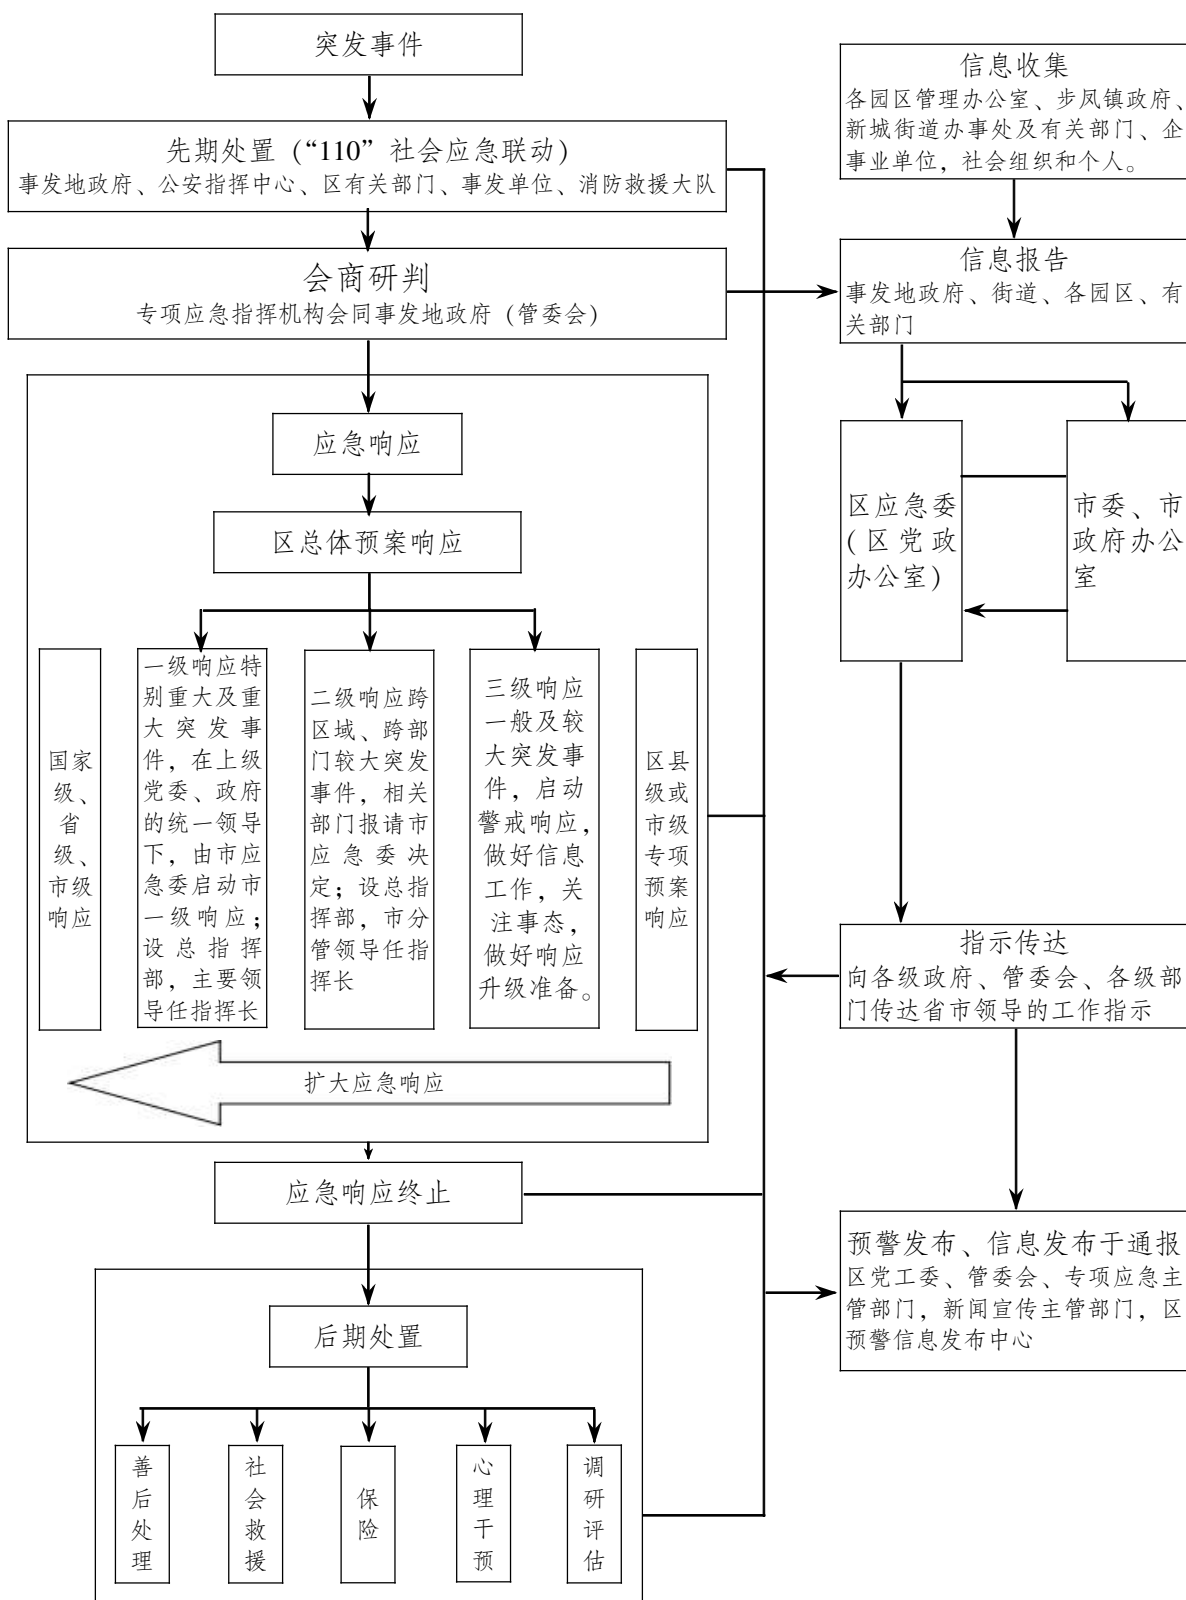 突发事件
先期处置（“110”社会应急联动）
事发地政府、公安指挥中心、区有关部门、事发单位、消防救援大队
会商研判
专项应急指挥机构会同事发地政府（管委会）
应急响应
区总体预案响应
国家
级、
省
级、
市级
响应
一级响应特
别重大及重
大突发事
件，在上级
党委、政府
的统一领导
下，由市应
急委启动市
一级响应；
设总指挥
部，主要领
导任指挥长
二级响应跨
区域、跨部
门较大突发
事件，相关
部门报请市
应急委决
定；设总指
挥部，市分
管领导任指
挥长
三级响应
一般及较
大突发事
件，启动
警戒响应，
做好信息
工作，关
注事态，
做好响应
升级准备。
区县
级或
市级
专项
预案
响应
扩大应急响应
应急响应终止
后期处置
善后处理
社会救援
保险
心理干预
调研评估
信息收集
各园区管理办公室、步凤镇政府、
新城街道办事处及有关部门、企
事业单位，社会组织和个人。
信息报告
事发地政府、街道、各园区、有
关部门
区应急委
（区党政
办公室）
市委、市
政府办公
室
指示传达
向各级政府、管委会、各级部
门传达省市领导的工作指示
预警发布、信息发布于通报
区党工委、管委会、专项应急主
管部门，新闻宣传主管部门，区
预警信息发布中心